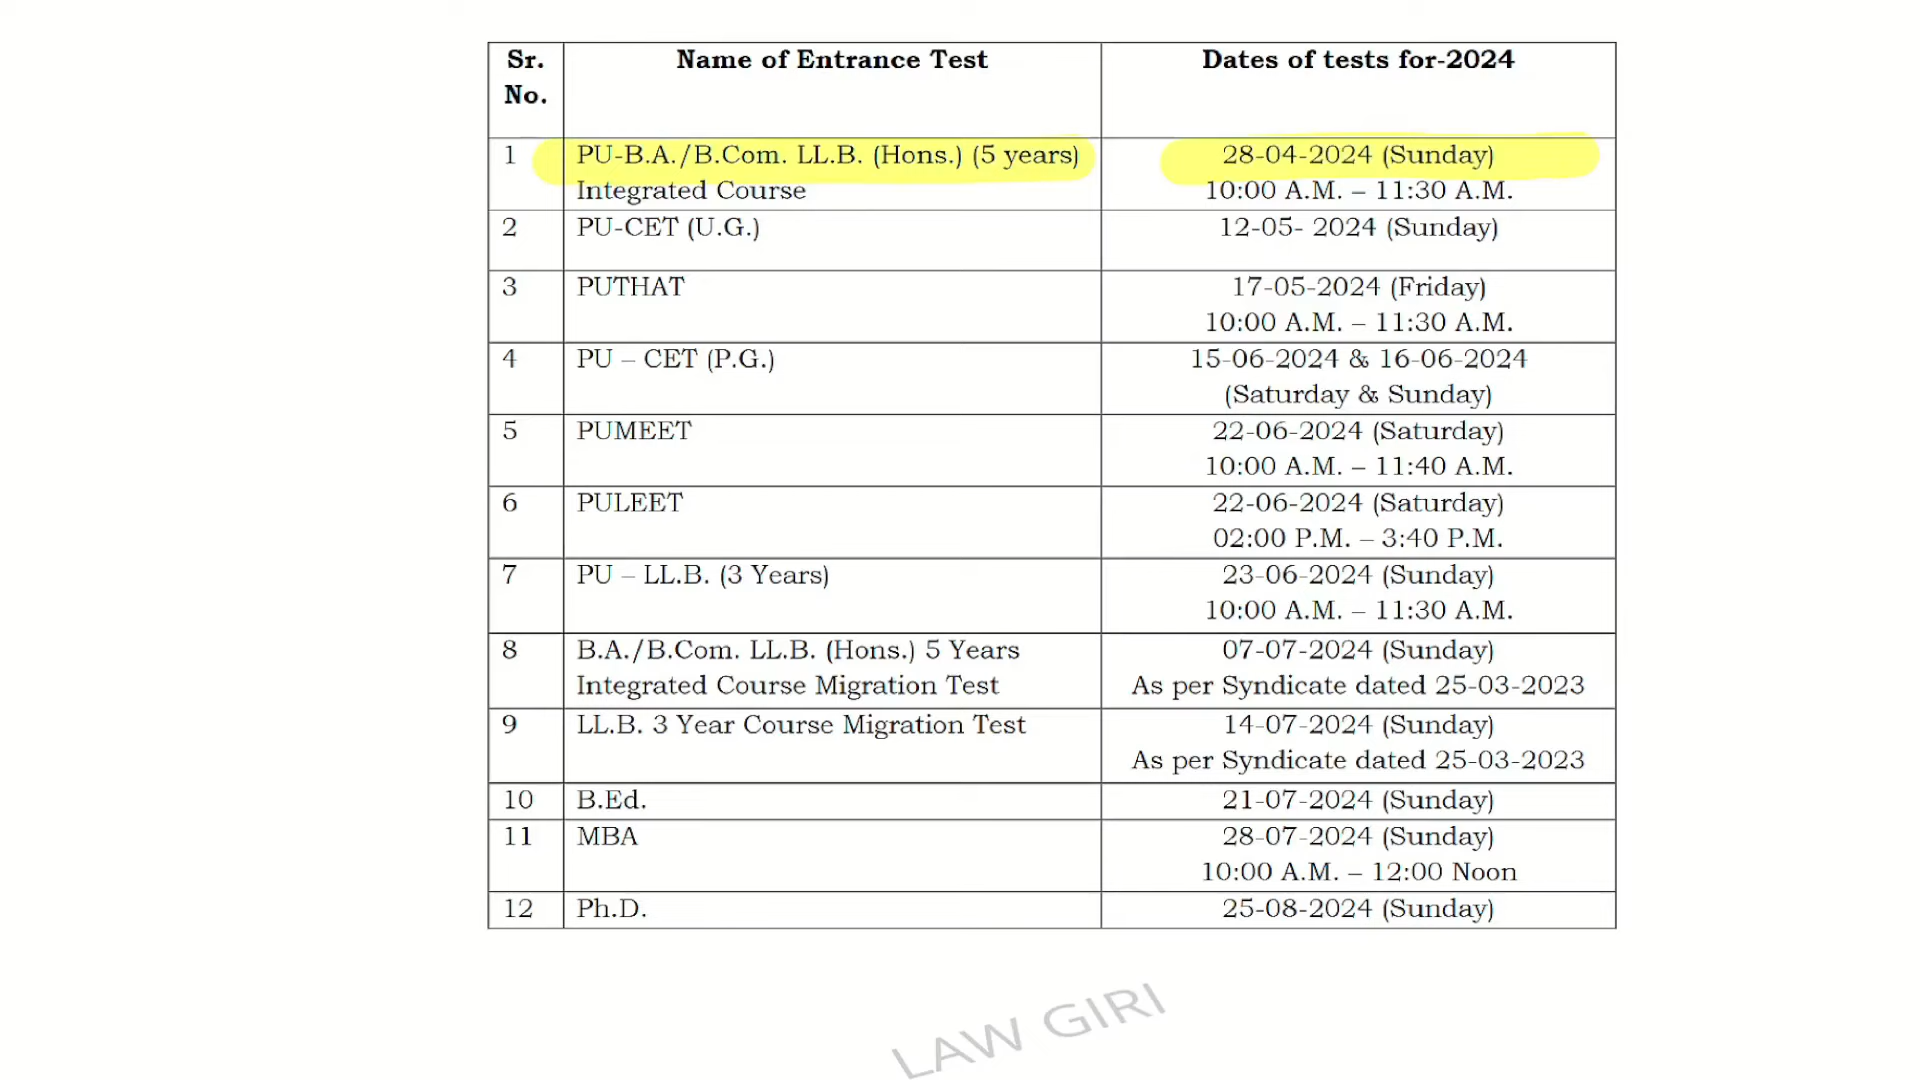 Sr. No. Name of Entrance Test Dates of tests for-2024
1 PU-B.A./B.Com. LL.B. (Hons.) (5 years) 28-04-2024 (Sunday)
Integrated Course 10:00 A.M. – 11:30 A.M.
2 PU-CET (U.G.) 12-05- 2024 (Sunday)
3 PUTHAT 17-05-2024 (Friday)
10:00 A.M. – 11:30 A.M.
4 PU – CET (P.G.) 15-06-2024 & 16-06-2024
(Saturday & Sunday)
5 PUMEET 22-06-2024 (Saturday)
10:00 A.M. – 11:40 A.M.
6 PULEET 22-06-2024 (Saturday)
02:00 P.M. – 3:40 P.M.
7 PU – LL.B. (3 Years) 23-06-2024 (Sunday)
10:00 A.M. – 11:30 A.M.
8 B.A./B.Com. LL.B. (Hons.) 5 Years 07-07-2024 (Sunday)
Integrated Course Migration Test As per Syndicate dated 25-03-2023
9 LL.B. 3 Year Course Migration Test 14-07-2024 (Sunday)
As per Syndicate dated 25-03-2023
10 B.Ed. 21-07-2024 (Sunday)
11 MBA 28-07-2024 (Sunday)
10:00 A.M. – 12:00 Noon
12 Ph.D. 25-08-2024 (Sunday)
LAW GIRI